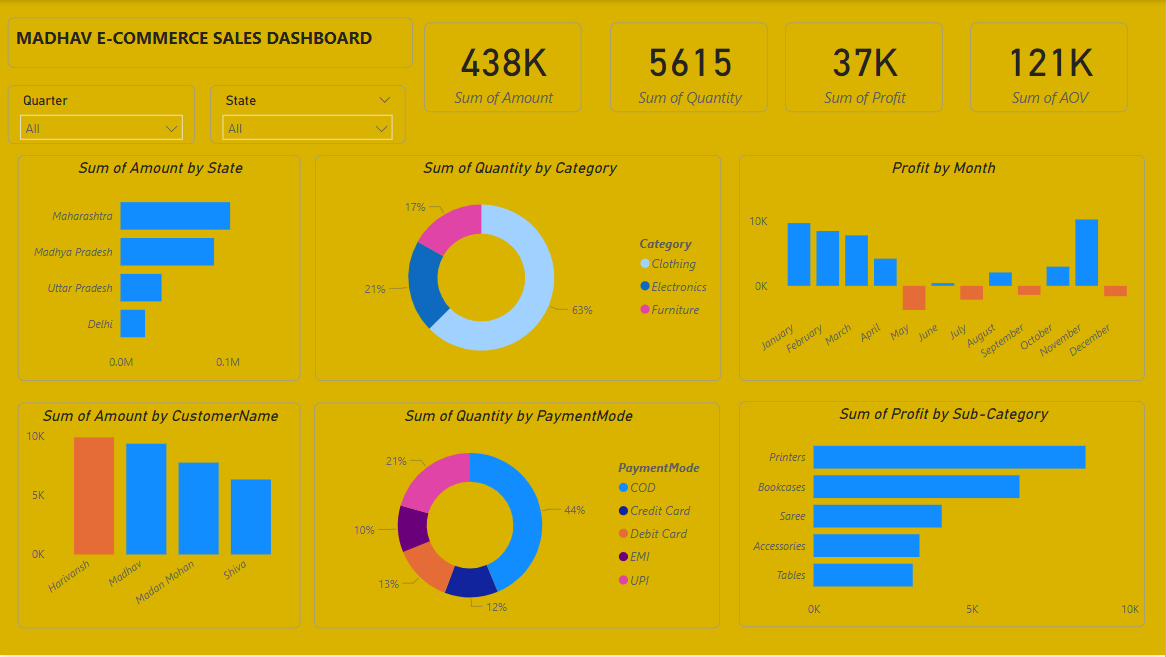 MADHAV E-COMMERCE SALES DASHBOARD
438K
Sum of Amount
5615
Sum of Quantity
37K
Sum of Profit
121K
Sum of AOV
Quarter
All
State
All
Sum of Amount by State
Maharashtra
Madhya Pradesh
Uttar Pradesh
Delhi
0.0M 0.1M
Sum of Quantity by Category
17%
21%
63%
Category
Clothing
Electronics
Furniture
Profit by Month
10K
0K
January February March April May June July August September October November December
Sum of Amount by CustomerName
10K
5K
0K
Harivansh Madhav Madan Mohan Shiva
Sum of Quantity by PaymentMode
21%
44%
10%
13%
12%
PaymentMode
COD
Credit Card
Debit Card
EMI
UPI
Sum of Profit by Sub-Category
Printers
Bookcases
Saree
Accessories
Tables
0K 5K 10K